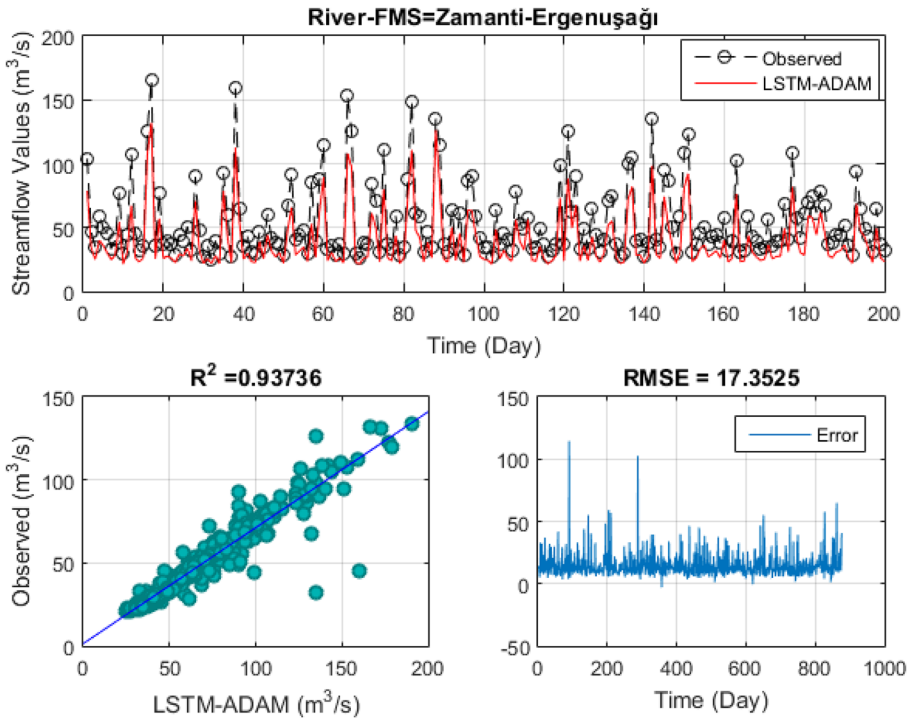 River-FMS=Zamanti-Ergenuşağı
Streamflow Values (m³/s)
200
150
100
50
0
Observed
LSTM-ADAM
0 20 40 60 80 100 120 140 160 180 200
Time (Day)
R² =0.93736
Observed (m³/s)
150
100
50
0
0 50 100 150 200
LSTM-ADAM (m³/s)
RMSE = 17.3525
150
100
50
0
-50
Error
0 200 400 600 800 1000
Time (Day)